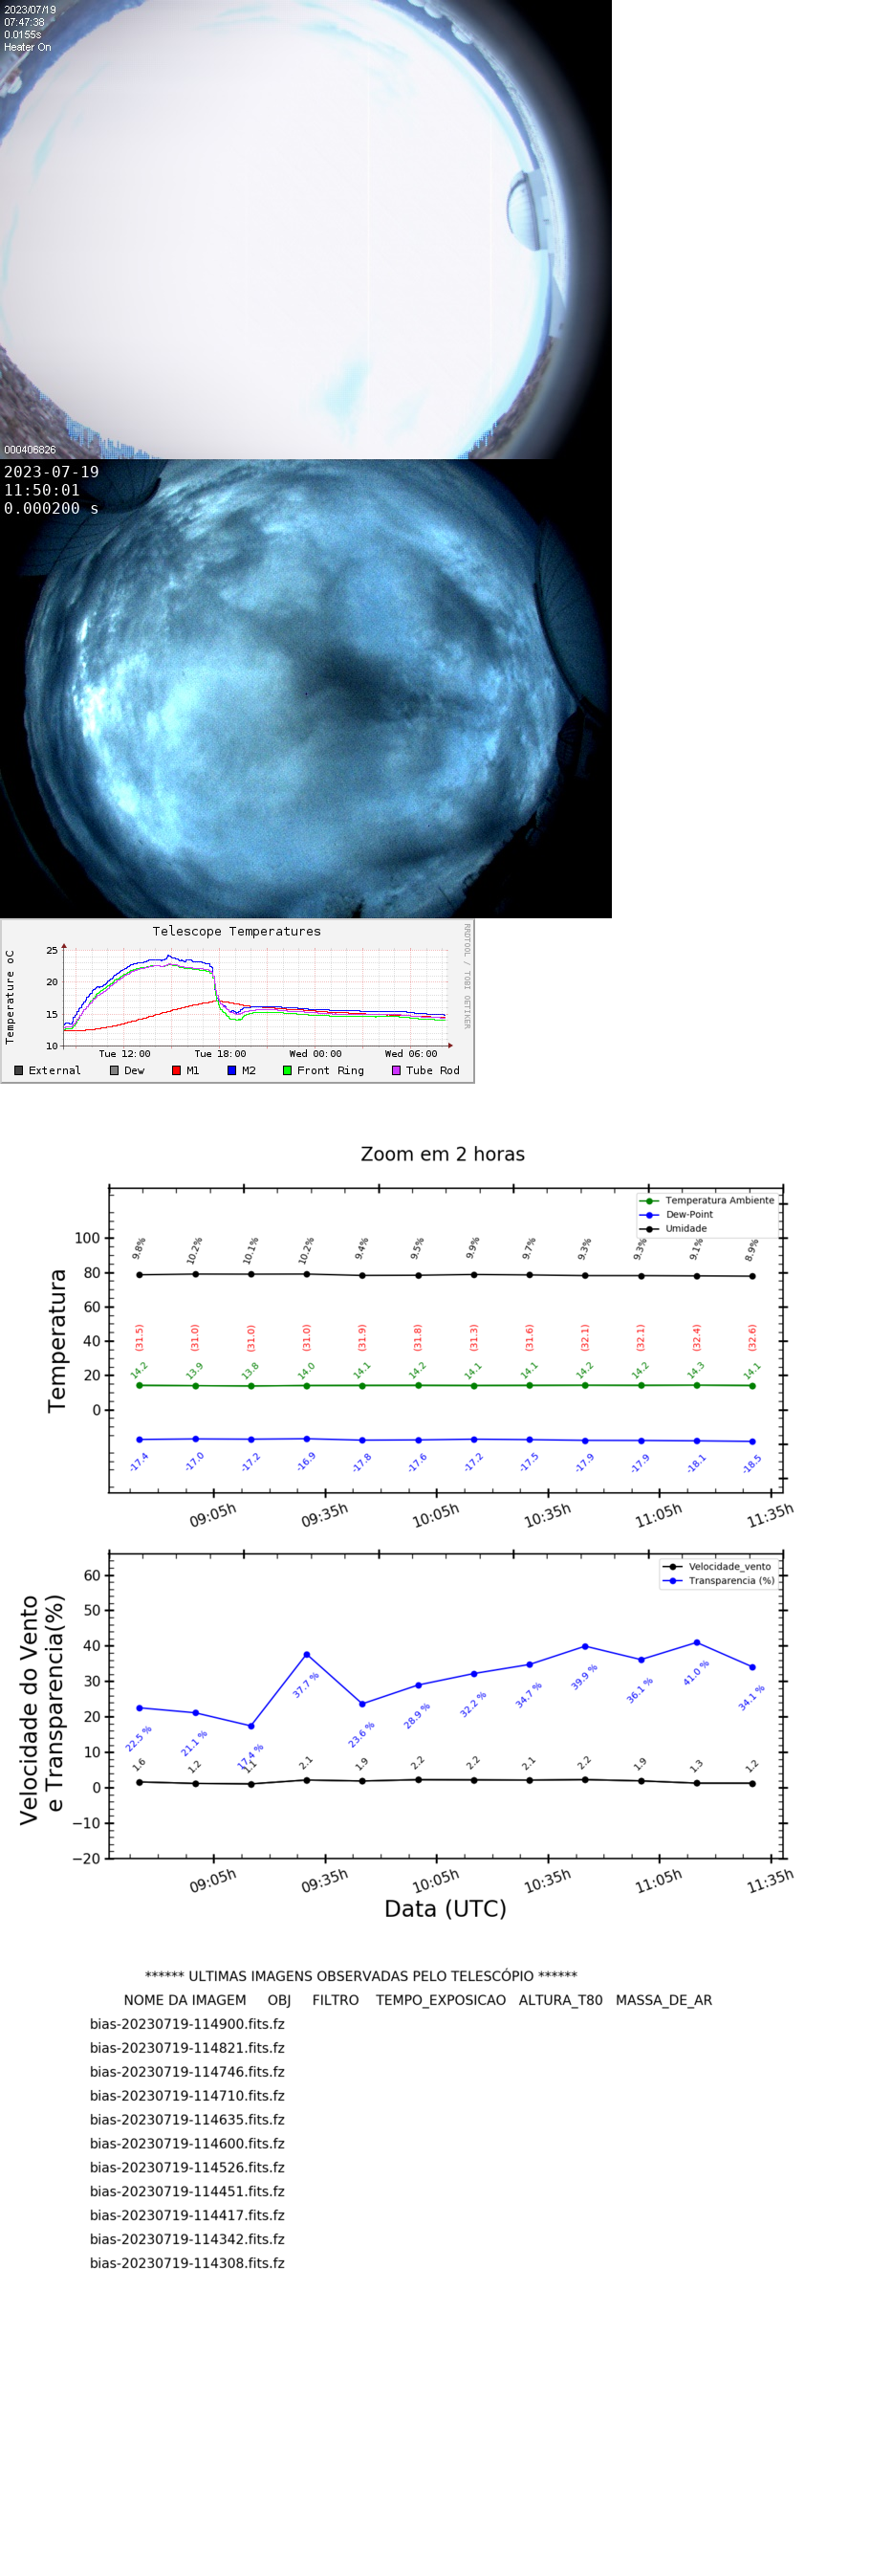 2023/07/19
07:47:38
0.0155s
Heater On
000406826
2023-07-19
11:50:01
0.000200 s
Telescope Temperatures
RRDTOOL / TOBI OETIKER
Temperature oC
25
20
15
10
Tue 12:00 Tue 18:00 Wed 00:00 Wed 06:00
External Dew M1 M2 Front Ring Tube Rod
Zoom em 2 horas
Temperatura Ambiente
Dew-Point
Umidade
Temperatura
100
80
60
40
20
0
9.8% 10.2% 10.1% 10.2% 9.4% 9.5% 9.9% 9.7% 9.3% 9.3% 9.1% 8.9%
(31.5) (31.0) (31.0) (31.0) (31.9) (31.8) (31.3) (31.6) (32.1) (32.1) (32.4) (32.6)
14.2 13.9 13.8 14.0 14.1 14.2 14.1 14.1 14.2 14.2 14.3 14.1
-17.4 -17.0 -17.2 -16.9 -17.8 -17.6 -17.2 -17.5 -17.9 -17.9 -18.1 -18.5
09:05h 09:35h 10:05h 10:35h 11:05h 11:35h
Velocidade_vento
Transparencia (%)
Velocidade do Vento
e Transparencia(%)
60
50
40
30
20
10
0
−10
−20
22.5 % 21.1 % 17.4 % 37.7 % 23.6 % 28.9 % 32.2 % 34.7 % 39.9 % 36.1 % 41.0 % 34.1 %
1.6 1.2 1.1 2.1 1.9 2.2 2.2 2.1 2.2 1.9 1.3 1.2
09:05h 09:35h 10:05h 10:35h 11:05h 11:35h
Data (UTC)
****** ULTIMAS IMAGENS OBSERVADAS PELO TELESCÓPIO ******
NOME DA IMAGEM OBJ FILTRO TEMPO_EXPOSICAO ALTURA_T80 MASSA_DE_AR
bias-20230719-114900.fits.fz
bias-20230719-114821.fits.fz
bias-20230719-114746.fits.fz
bias-20230719-114710.fits.fz
bias-20230719-114635.fits.fz
bias-20230719-114600.fits.fz
bias-20230719-114526.fits.fz
bias-20230719-114451.fits.fz
bias-20230719-114417.fits.fz
bias-20230719-114342.fits.fz
bias-20230719-114308.fits.fz